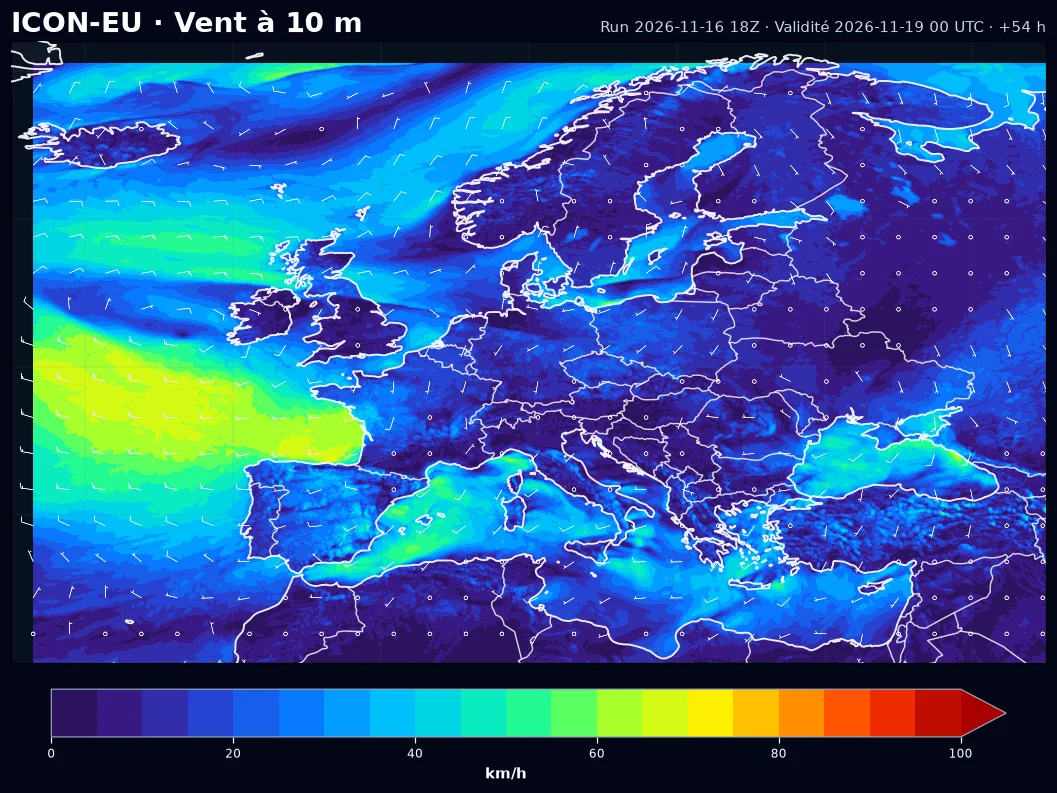 ICON-EU · Vent à 10 m
Run 2026-11-16 18Z · Validité 2026-11-19 00 UTC · +54 h
0 20 40 60 80 100
km/h